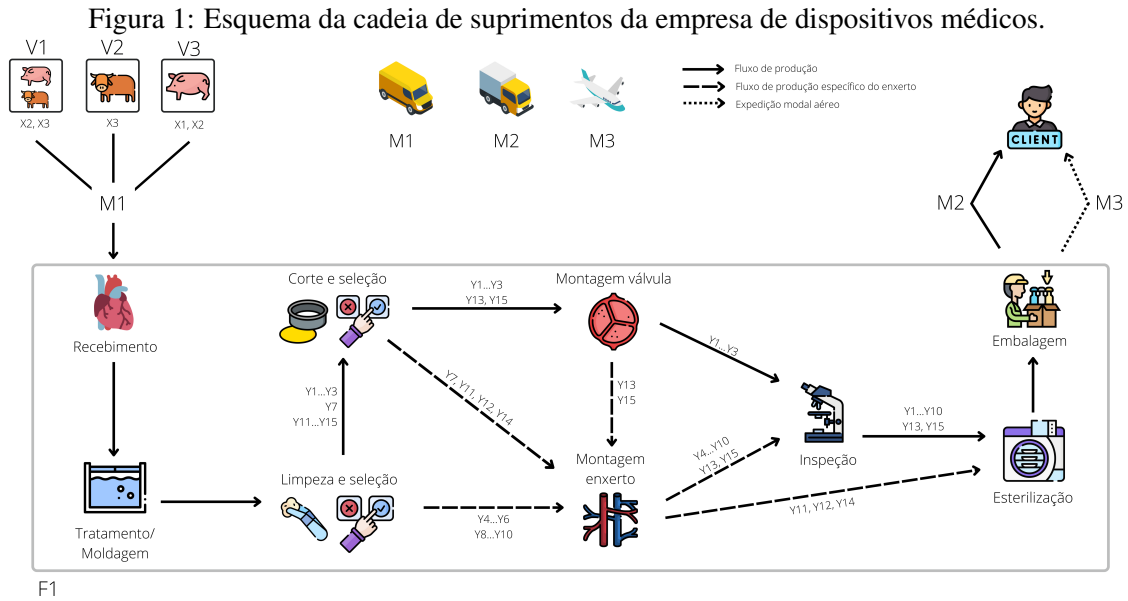 Figura 1: Esquema da cadeia de suprimentos da empresa de dispositivos médicos.
V1
V2
V3
X2, X3
X3
X1, X2
M1
M1
M2
M3
Fluxo de produção
Fluxo de produção específico do enxerto
Expedição modal aéreo
CLIENT
M2
M3
Recebimento
Tratamento/
Moldagem
Limpeza e seleção
Y1...Y3
Y7
Y11...Y15
Corte e seleção
Y1...Y3
Y13, Y15
Montagem válvula
Y7, Y11, Y12, Y14
Y4...Y6
Y8...Y10
Y13
Y15
Montagem
enxerto
Y1...Y3
Y4...Y10
Y13, Y15
Y11, Y12, Y14
Inspeção
Y1...Y10
Y13, Y15
Esterilização
Embalagem
F1